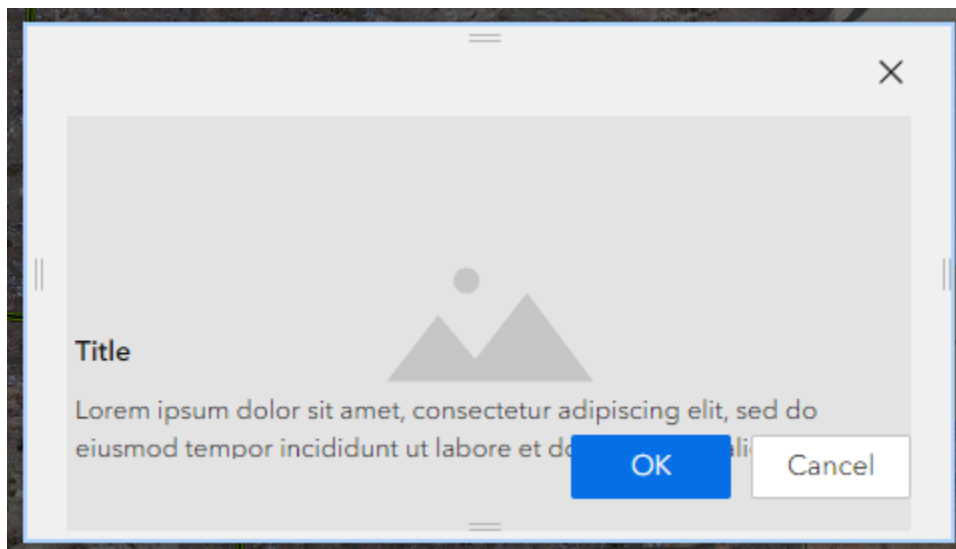 Title
Lorem ipsum dolor sit amet, consectetur adipiscing elit, sed do
eiusmod tempor incididunt ut labore et
OK
Cancel